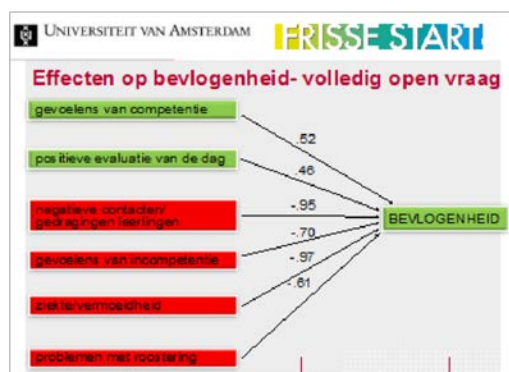 UNIVERSITEIT VAN AMSTERDAM
FRISSE START
Effecten op bevlogenheid- volledig open vraag
gevoelens van competentie
.52
positieve evaluatie van de dag
.46
negatieve contacten/
gedragingen leerlingen
-.95
BEVLOGENHEID
-.70
gevoelens van incompetentie
-.97
ziekte/vermoeidheid
-.61
problemen met roostering